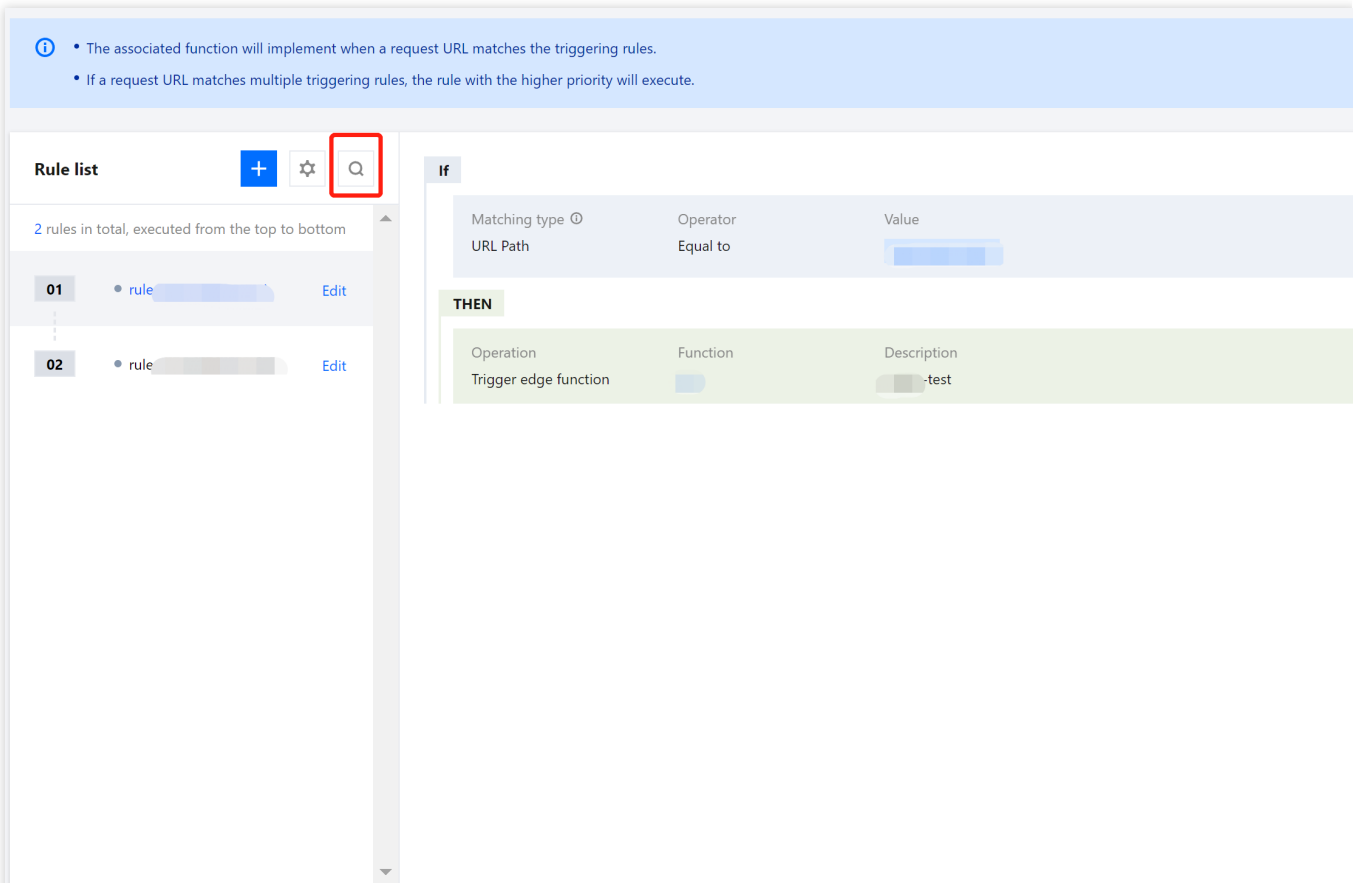 The associated function will implement when a request URL matches the triggering rules.
If a request URL matches multiple triggering rules, the rule with the higher priority will execute.
Rule list
2 rules in total, executed from the top to bottom
01 rule Edit
02 rule Edit
If
Matching type Operator Value
URL Path Equal to
THEN
Operation Function Description
Trigger edge function -test